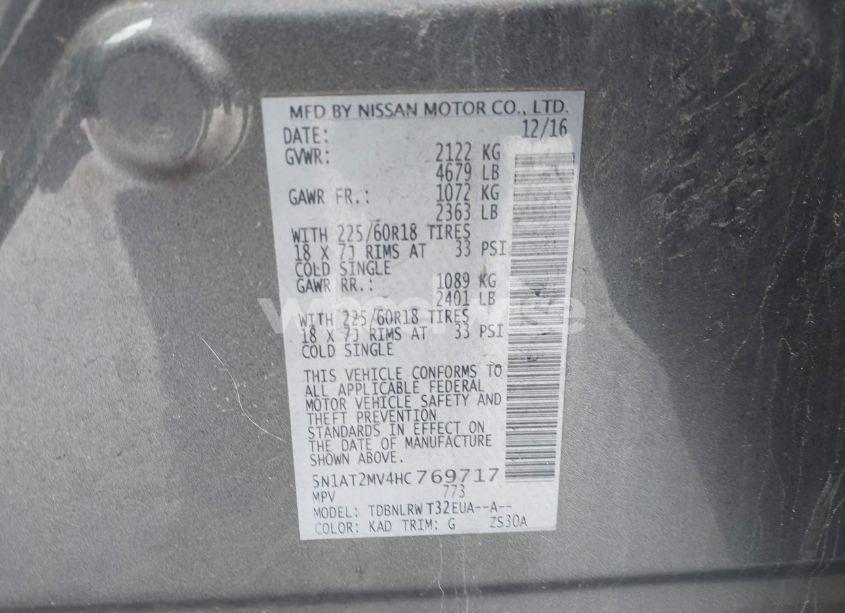 MFD BY NISSAN MOTOR CO., LTD.
DATE: 12/16
GVWR: 2122 KG
4679 LB
GAWR FR.: 1072 KG
2363 LB
WITH 225/60R18 TIRES
18 X 7J RIMS AT 33 PSI
COLD SINGLE
GAWR RR.: 1089 KG
2401 LB
WITH 225/60R18 TIRES
18 X 7J RIMS AT 33 PSI
COLD SINGLE
THIS VEHICLE CONFORMS TO
ALL APPLICABLE FEDERAL
MOTOR VEHICLE SAFETY AND
THEFT PREVENTION
STANDARDS IN EFFECT ON
THE DATE OF MANUFACTURE
SHOWN ABOVE.
5N1AT2MV4HC769717
MPV 773
MODEL: TDBNLRW T32EUA--A--
COLOR: KAD TRIM: G ZS30A